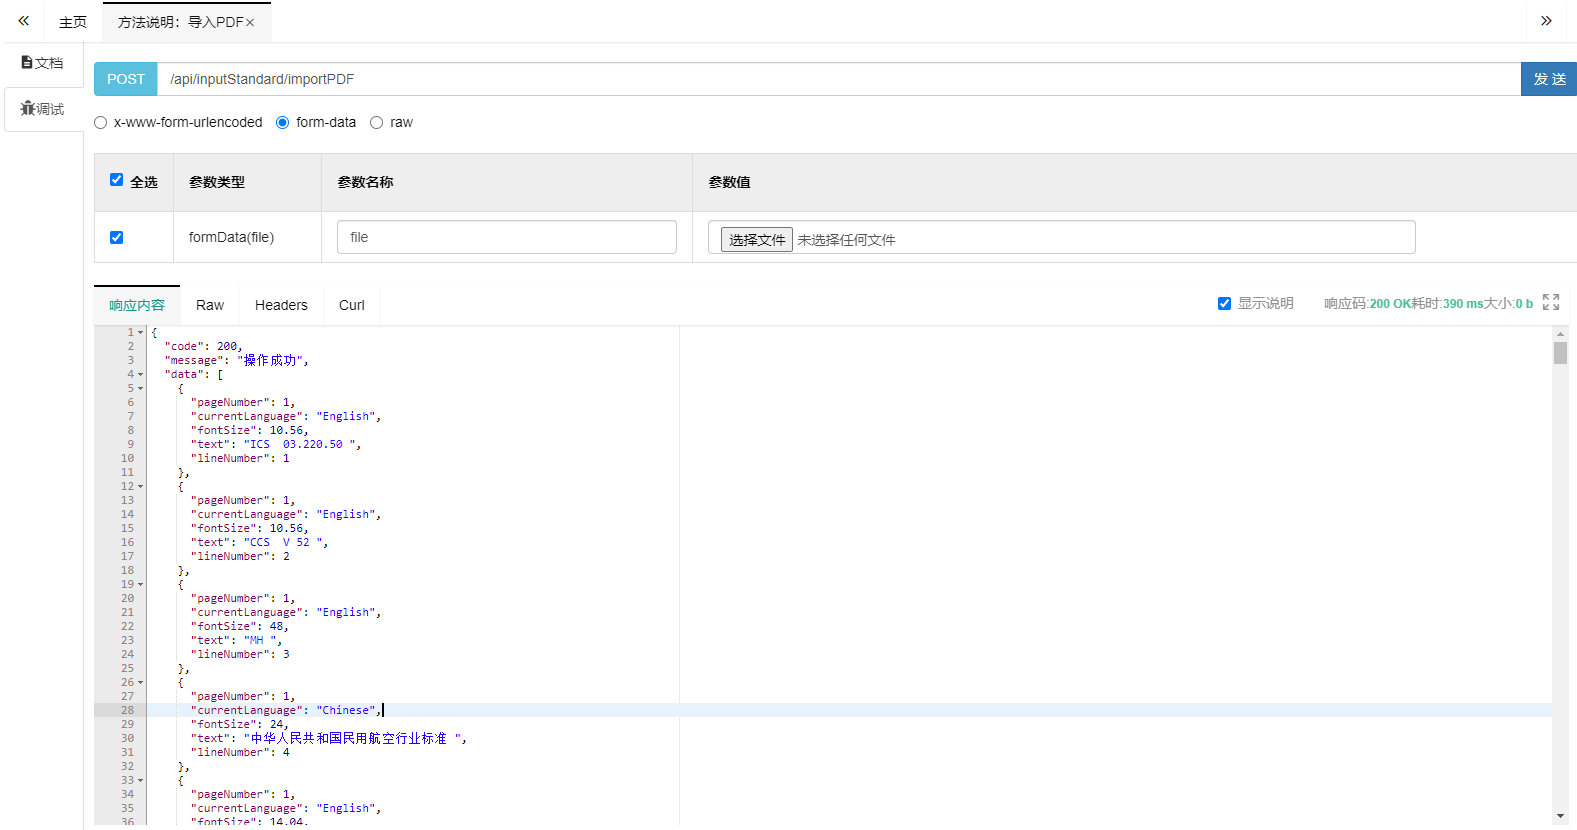 主页 方法说明：导入PDF×
文档
POST /api/inputStandard/importPDF 发 送
调试
x-www-form-urlencoded form-data raw
全选 参数类型 参数名称 参数值
formData(file) file 选择文件 未选择任何文件
响应内容 Raw Headers Curl 显示说明 响应码:200 OK耗时:390 ms大小:0 b
1 {
2 "code": 200,
3 "message": "操作成功",
4 "data": [
5 {
6 "pageNumber": 1,
7 "currentLanguage": "English",
8 "fontSize": 10.56,
9 "text": "ICS  03.220.50 ",
10 "lineNumber": 1
11 },
12 {
13 "pageNumber": 1,
14 "currentLanguage": "English",
15 "fontSize": 10.56,
16 "text": "CCS  V 52 ",
17 "lineNumber": 2
18 },
19 {
20 "pageNumber": 1,
21 "currentLanguage": "English",
22 "fontSize": 48,
23 "text": "MH ",
24 "lineNumber": 3
25 },
26 {
27 "pageNumber": 1,
28 "currentLanguage": "Chinese",
29 "fontSize": 24,
30 "text": "中华人民共和国民用航空行业标准 ",
31 "lineNumber": 4
32 },
33 {
34 "pageNumber": 1,
35 "currentLanguage": "English",
36 "fontSize": 14.04,